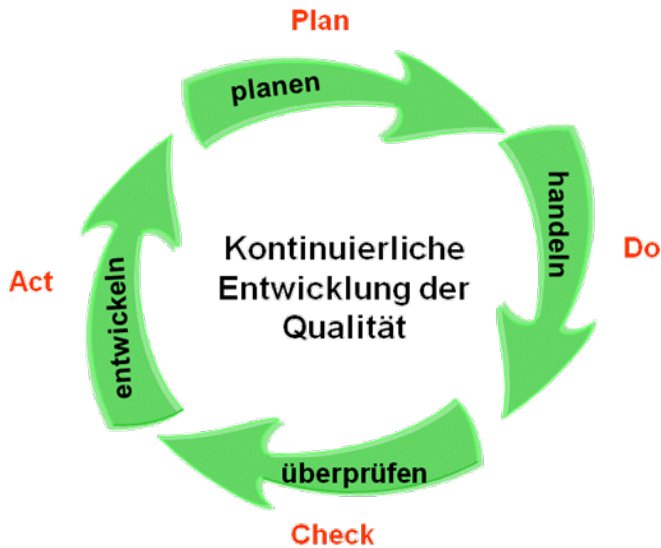 Plan
planen
handeln
Do
Kontinuierliche
Entwicklung der
Qualität
Act
entwickeln
überprüfen
Check